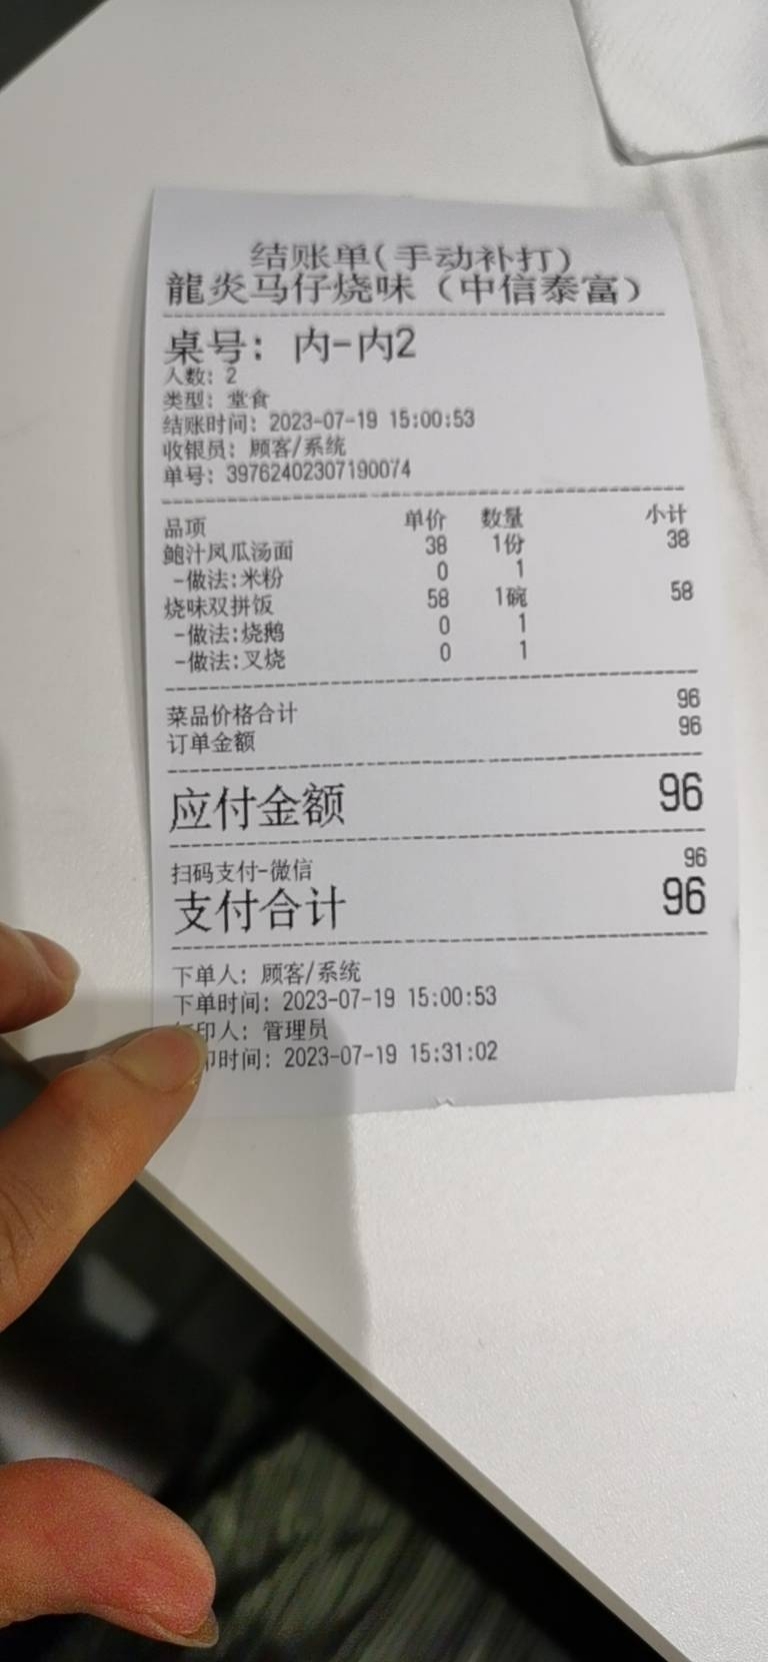 结账单(手动补打)
龍炎马仔烧味（中信泰富）
桌号: 内-内2
人数: 2
类型: 堂食
结账时间: 2023-07-19 15:00:53
收银员: 顾客/系统
单号: 39762402307190074
品项 单价 数量 小计
鲍汁凤瓜汤面 38 1份 38
-做法:米粉 0 1
烧味双拼饭 58 1碗 58
-做法:烧鹅 0 1
-做法:叉烧 0 1
菜品价格合计 96
订单金额 96
应付金额 96
扫码支付-微信 96
支付合计 96
下单人: 顾客/系统
下单时间: 2023-07-19 15:00:53
印人: 管理员
印时间: 2023-07-19 15:31:02